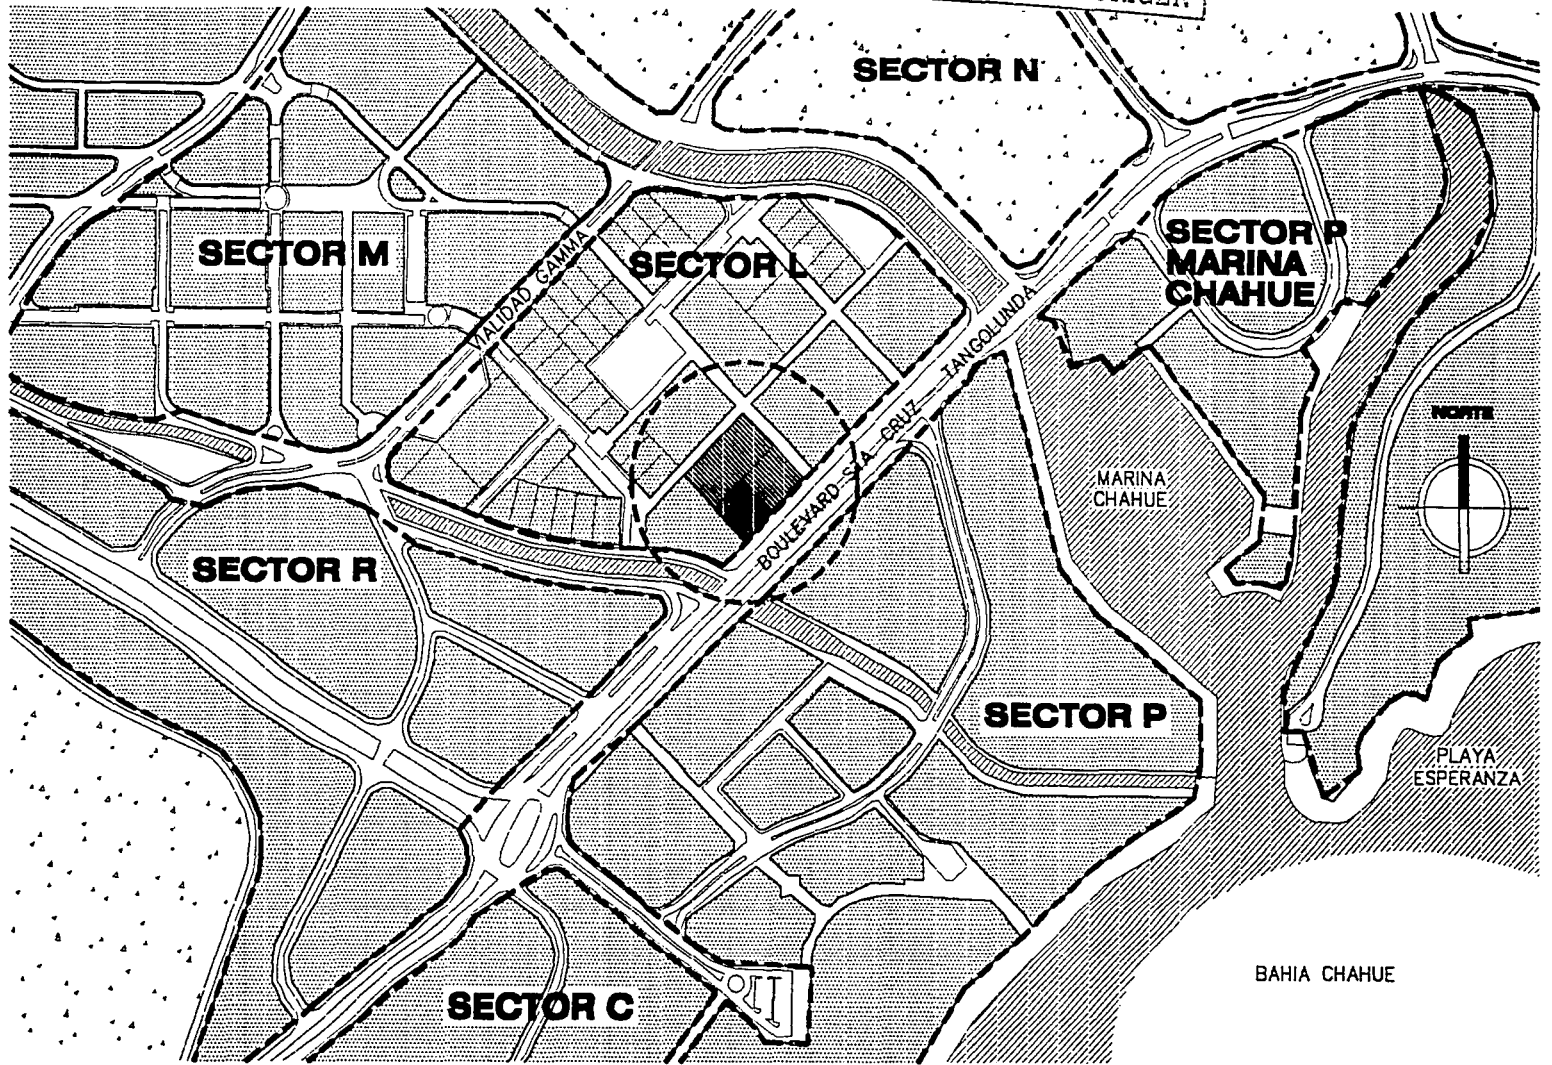 SECTOR N
SECTOR M
VIALIDAD GAMMA
SECTOR L
SECTOR P
MARINA
CHAHUE
BOULEVARD STA. CRUZ - TANGOLUNDA
NORTE
MARINA
CHAHUE
SECTOR R
SECTOR P
PLAYA
ESPERANZA
BAHIA CHAHUE
SECTOR C